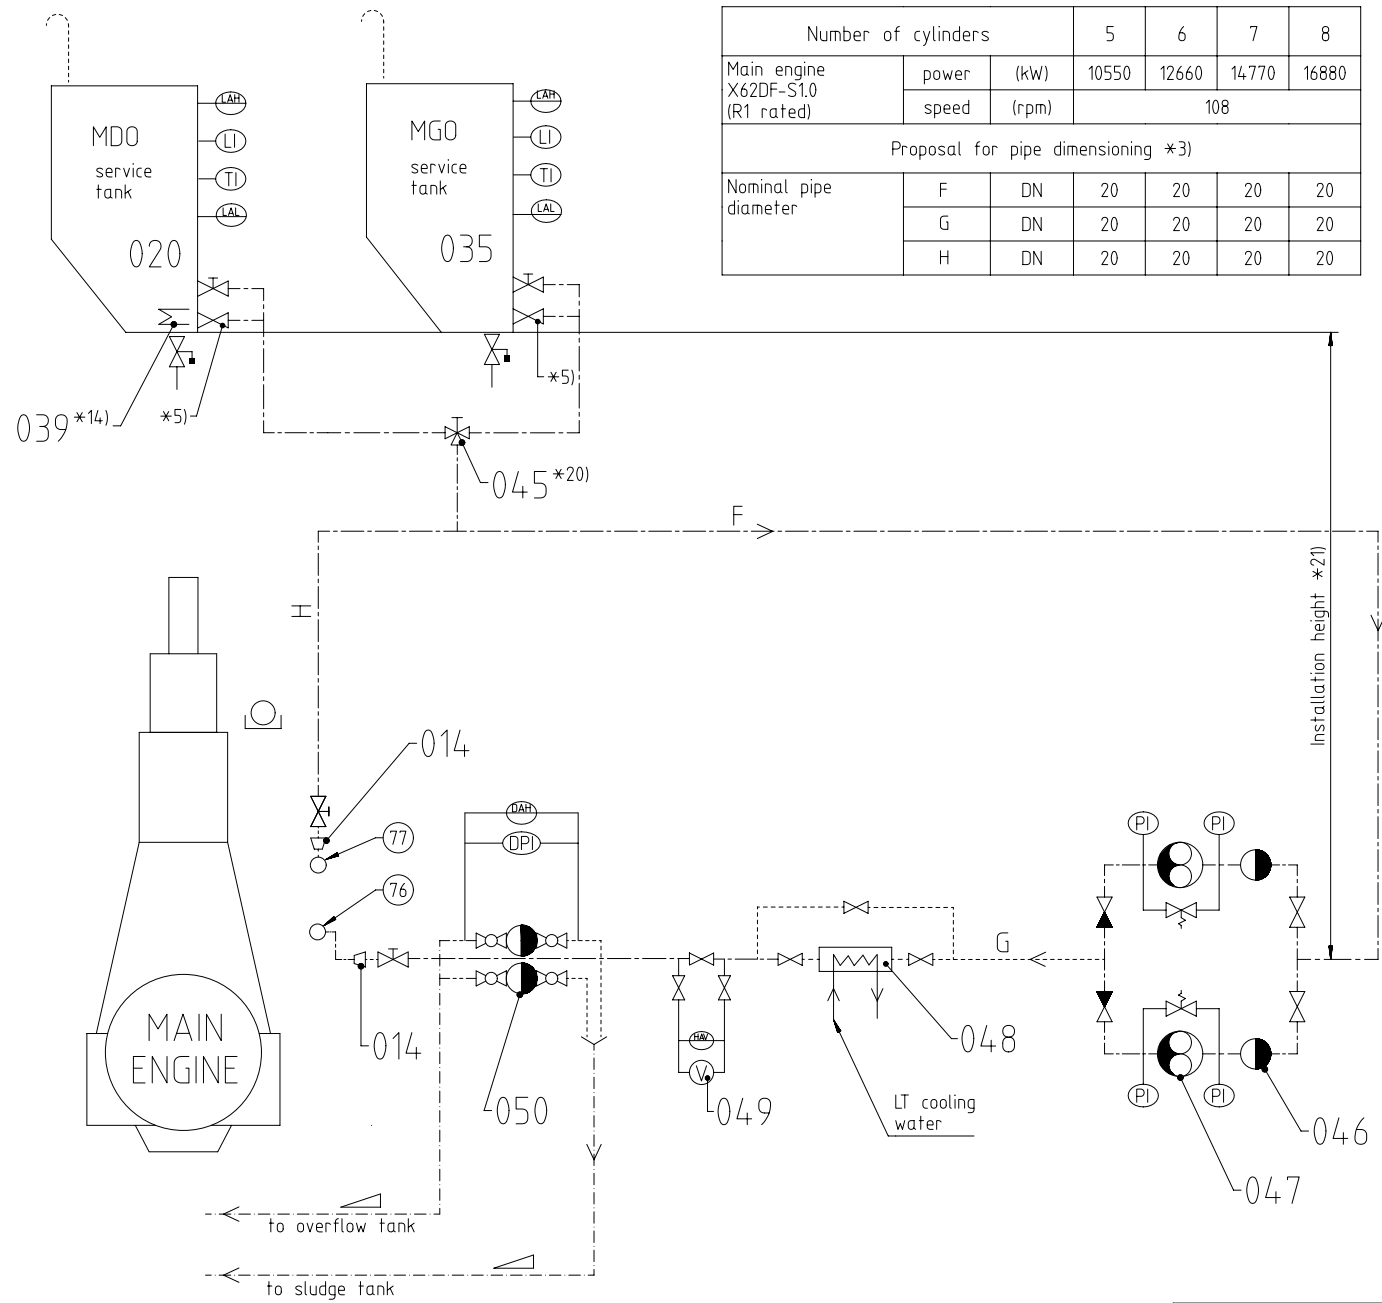 Number of cylinders 5 6 7 8
Main engine
X62DF-S1.0
(R1 rated)
power (kW) 10550 12660 14770 16880
speed (rpm) 108
Proposal for pipe dimensioning *3)
Nominal pipe
diameter
F DN 20 20 20 20
G DN 20 20 20 20
H DN 20 20 20 20
MDO
service
tank
020
LAH
LI
TI
LAL
MGO
service
tank
035
LAH
LI
TI
LAL
039 *14)
*5)
*5)
045 *20)
F
H
Installation height *21)
014
77
76
014
DAH
DPI
050
MAIN
ENGINE
HAV
V
049
048
LT cooling
water
G
PI
PI
PI
PI
046
047
to overflow tank
to sludge tank